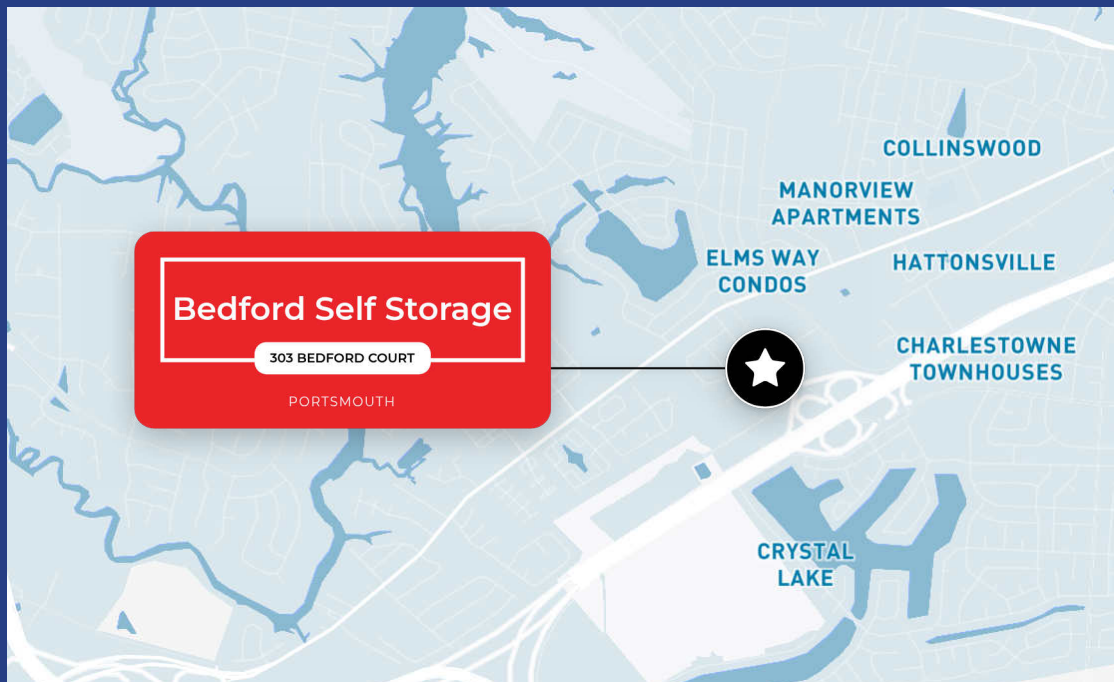 COLLINSWOOD
MANORVIEW
APARTMENTS
ELMS WAY
CONDOS
HATTONSVILLE
Bedford Self Storage
303 BEDFORD COURT
PORTSMOUTH
CHARLESTOWNE
TOWNHOUSES
CRYSTAL
LAKE